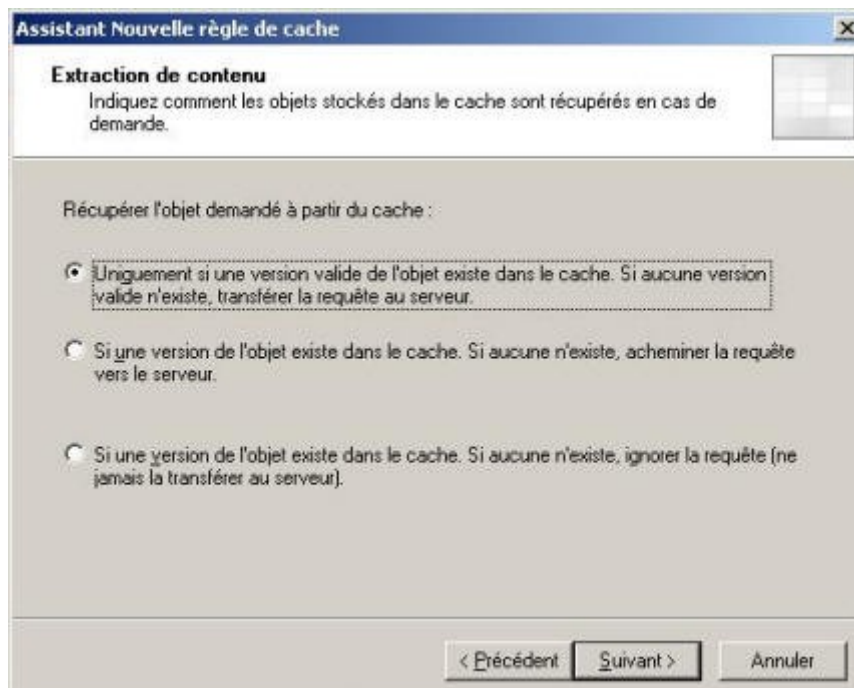 Assistant Nouvelle règle de cache
Extraction de contenu
Indiquez comment les objets stockés dans le cache sont récupérés en cas de
demande.
Récupérer l'objet demandé à partir du cache :
Uniquement si une version valide de l'objet existe dans le cache. Si aucune version
valide n'existe, transférer la requête au serveur.
Si une version de l'objet existe dans le cache. Si aucune n'existe, acheminer la requête
vers le serveur.
Si une version de l'objet existe dans le cache. Si aucune n'existe, ignorer la requête (ne
jamais la transférer au serveur).
< Précédent Suivant > Annuler